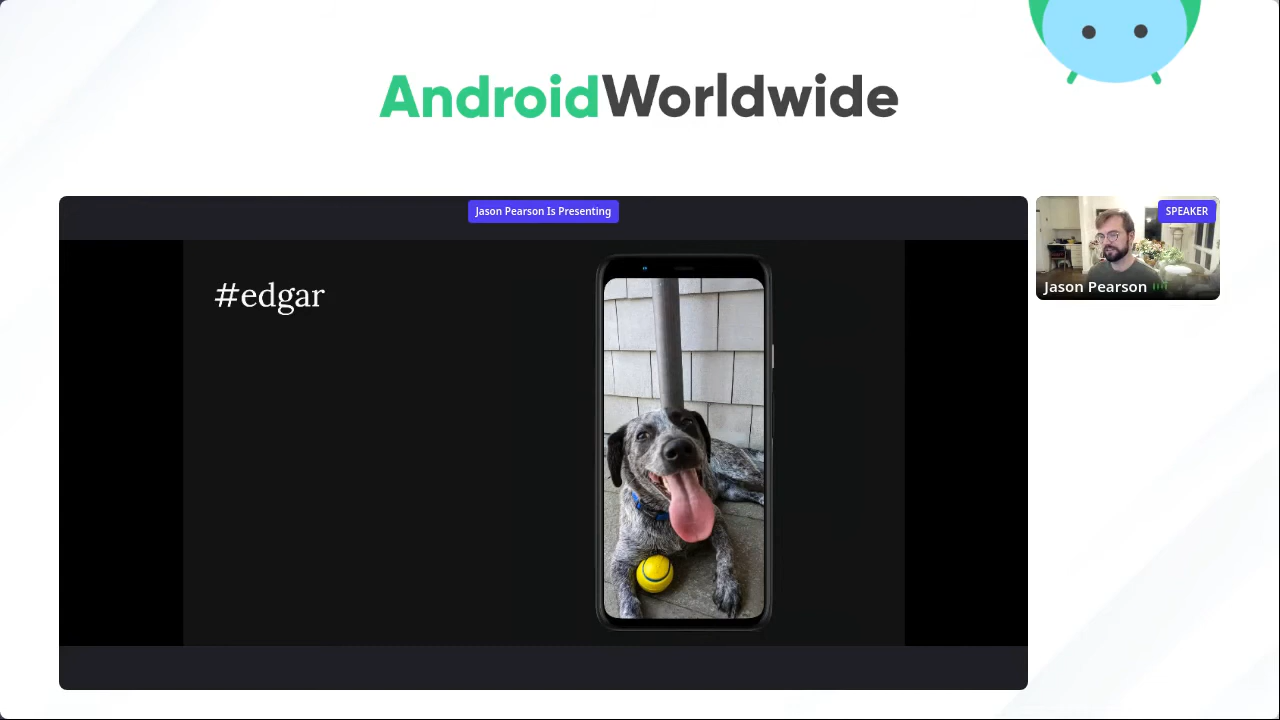 AndroidWorldwide
Jason Pearson Is Presenting
SPEAKER
#edgar
Jason Pearson